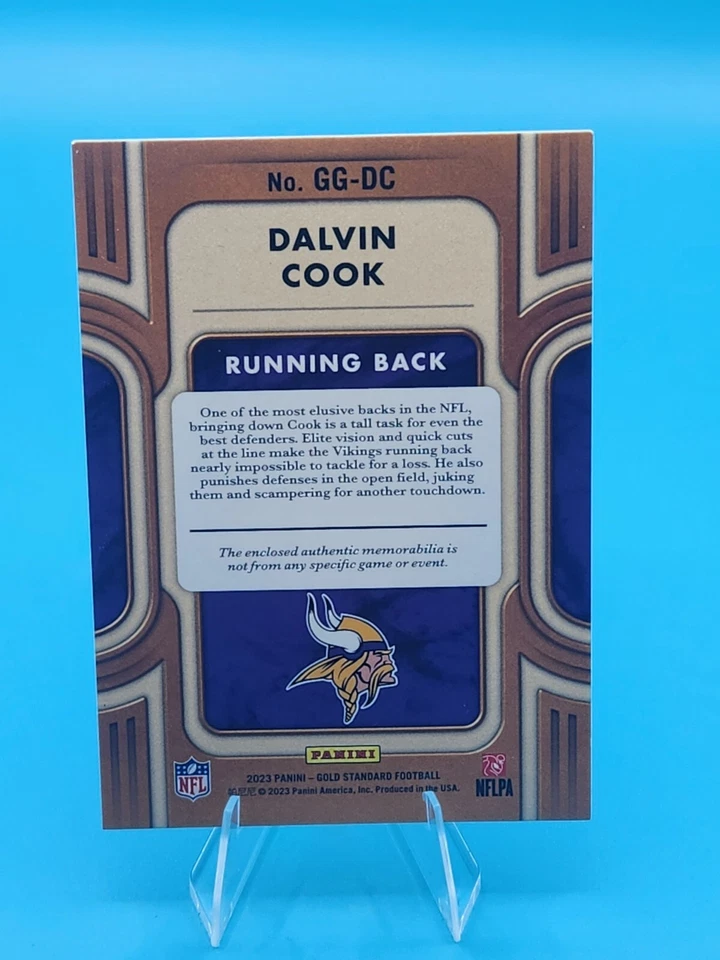 No. GG-DC
DALVIN
COOK
RUNNING BACK
One of the most elusive backs in the NFL,
bringing down Cook is a tall task for even the
best defenders. Elite vision and quick cuts
at the line make the Vikings running back
nearly impossible to tackle for a loss. He also
punishes defenses in the open field, juking
them and scampering for another touchdown.
The enclosed authentic memorabilia is
not from any specific game or event.
PANINI
2023 PANINI – GOLD STANDARD FOOTBALL
© 2023 Panini America, Inc. Produced in the USA.
NFL
NFLPA